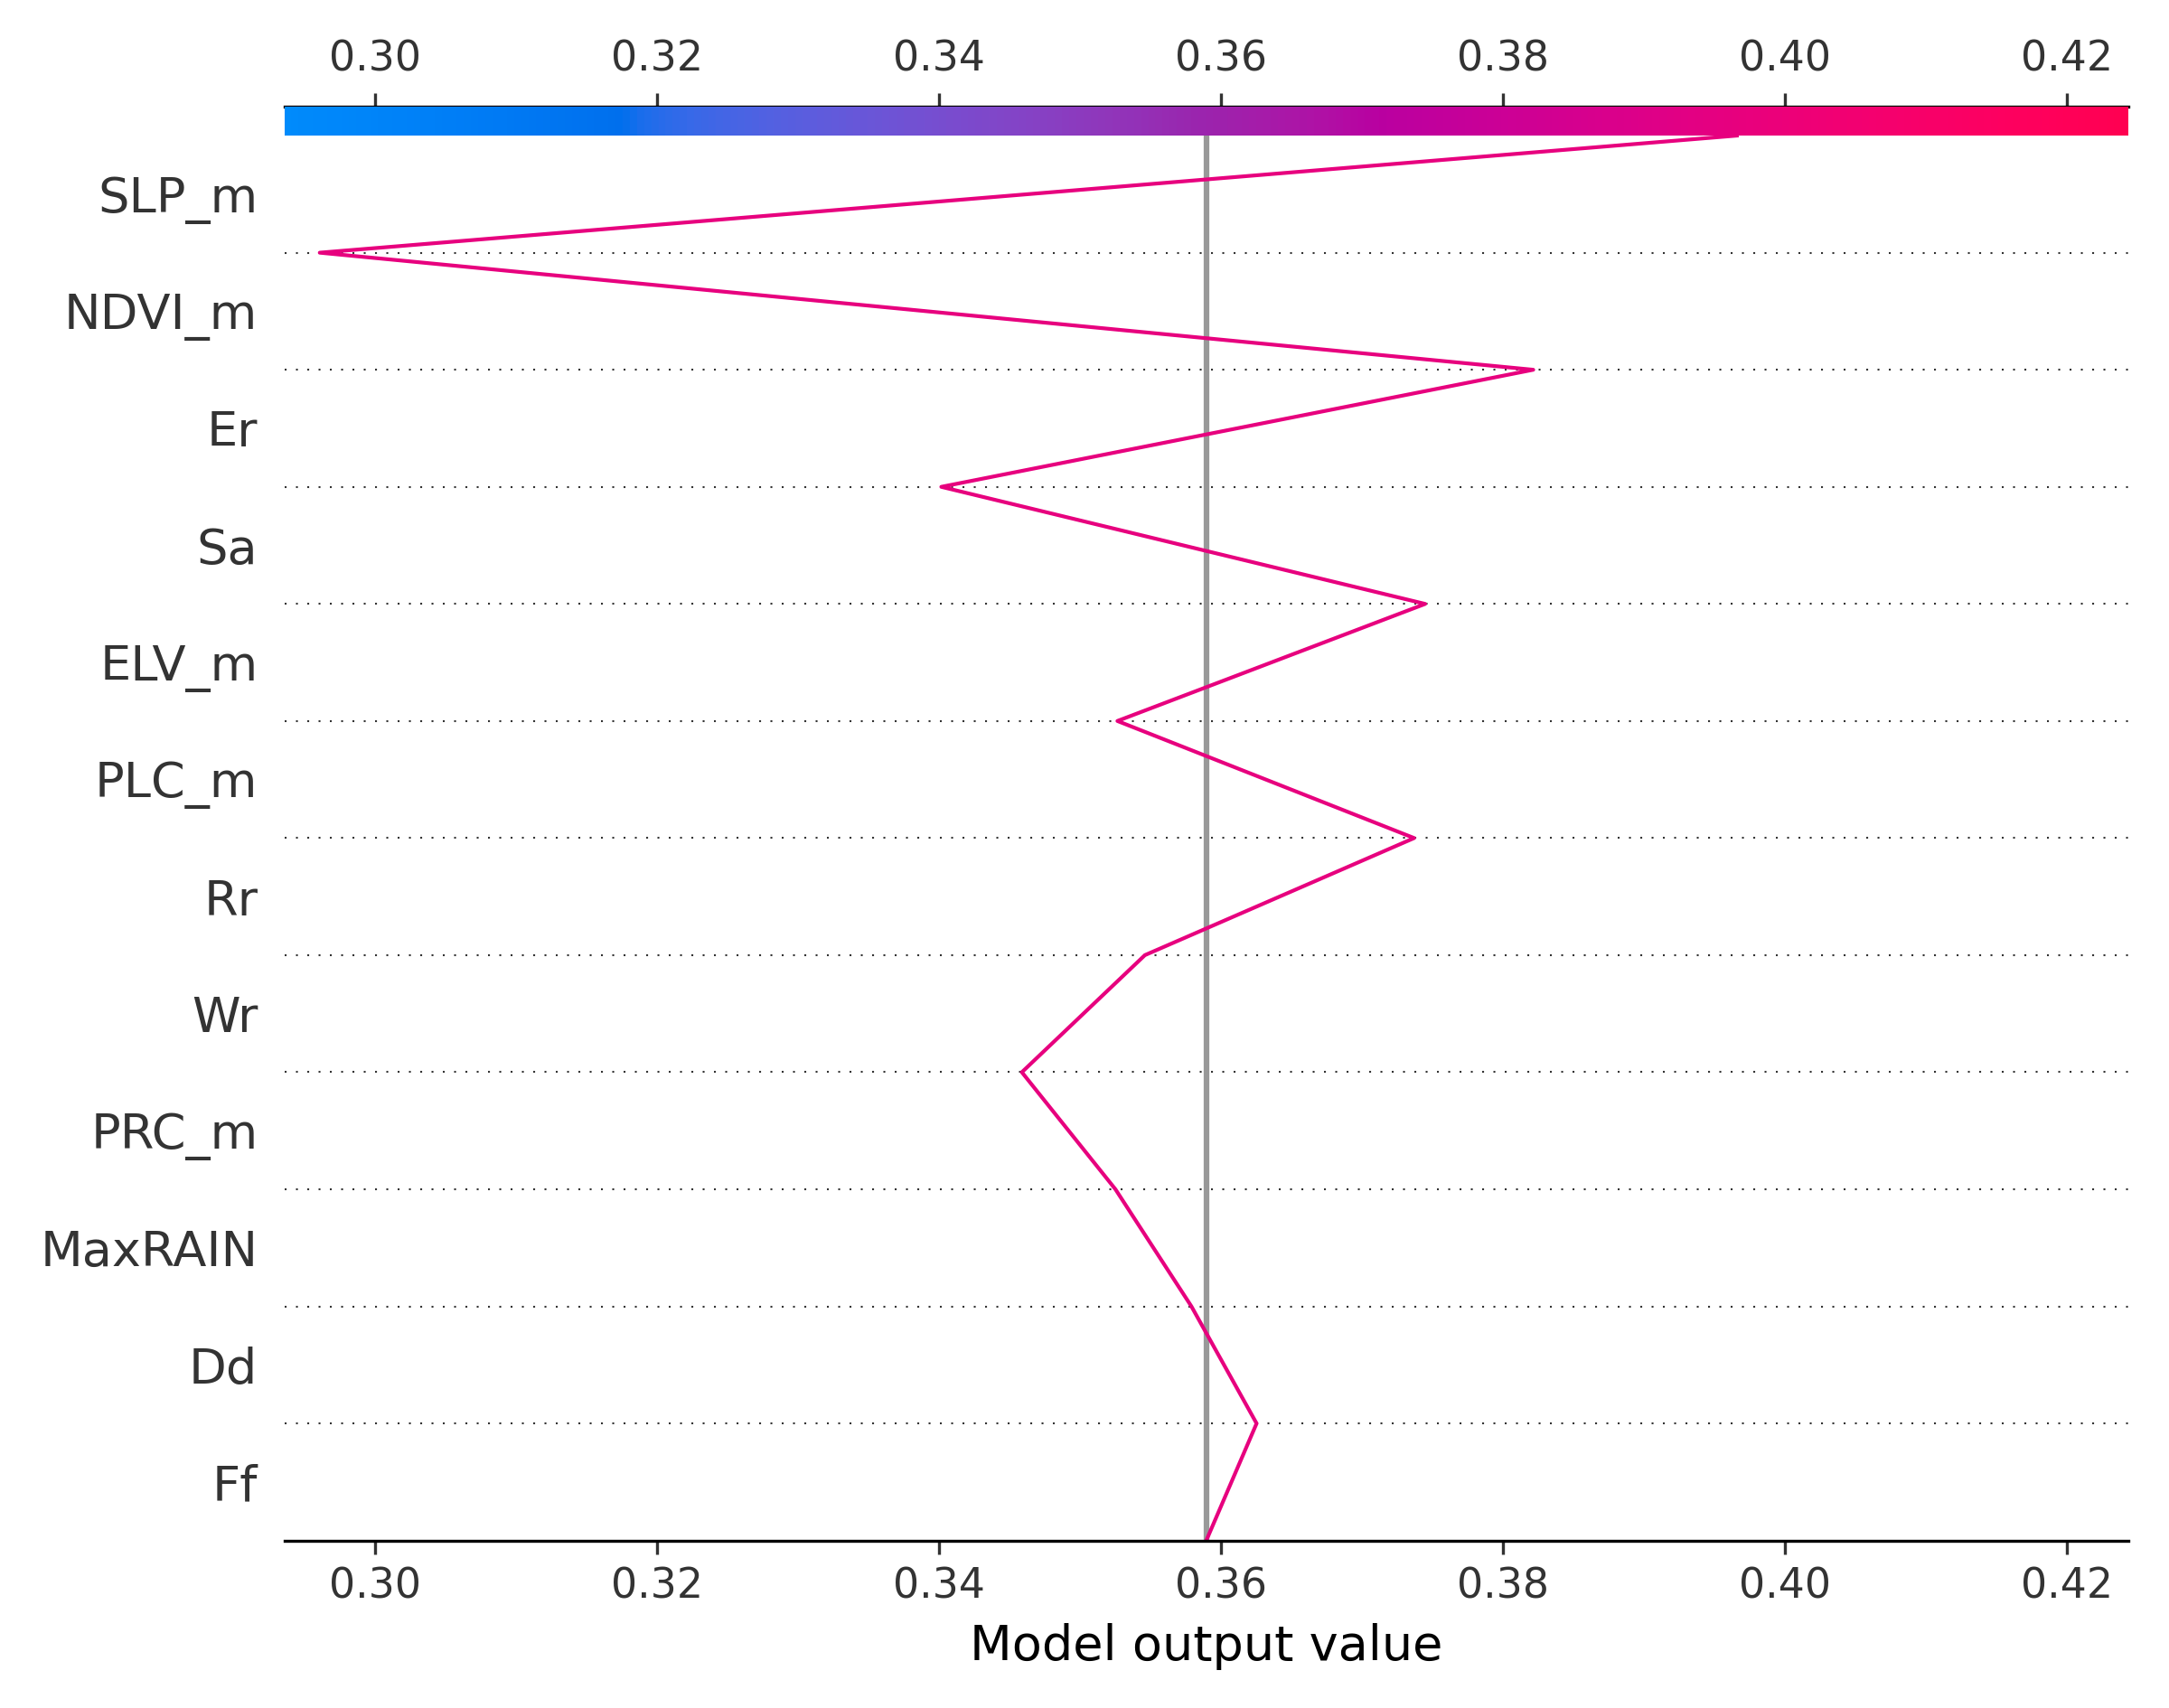 0.30 0.32 0.34 0.36 0.38 0.40 0.42
SLP_m
NDVI_m
Er
Sa
ELV_m
PLC_m
Rr
Wr
PRC_m
MaxRAIN
Dd
Ff
0.30 0.32 0.34 0.36 0.38 0.40 0.42
Model output value